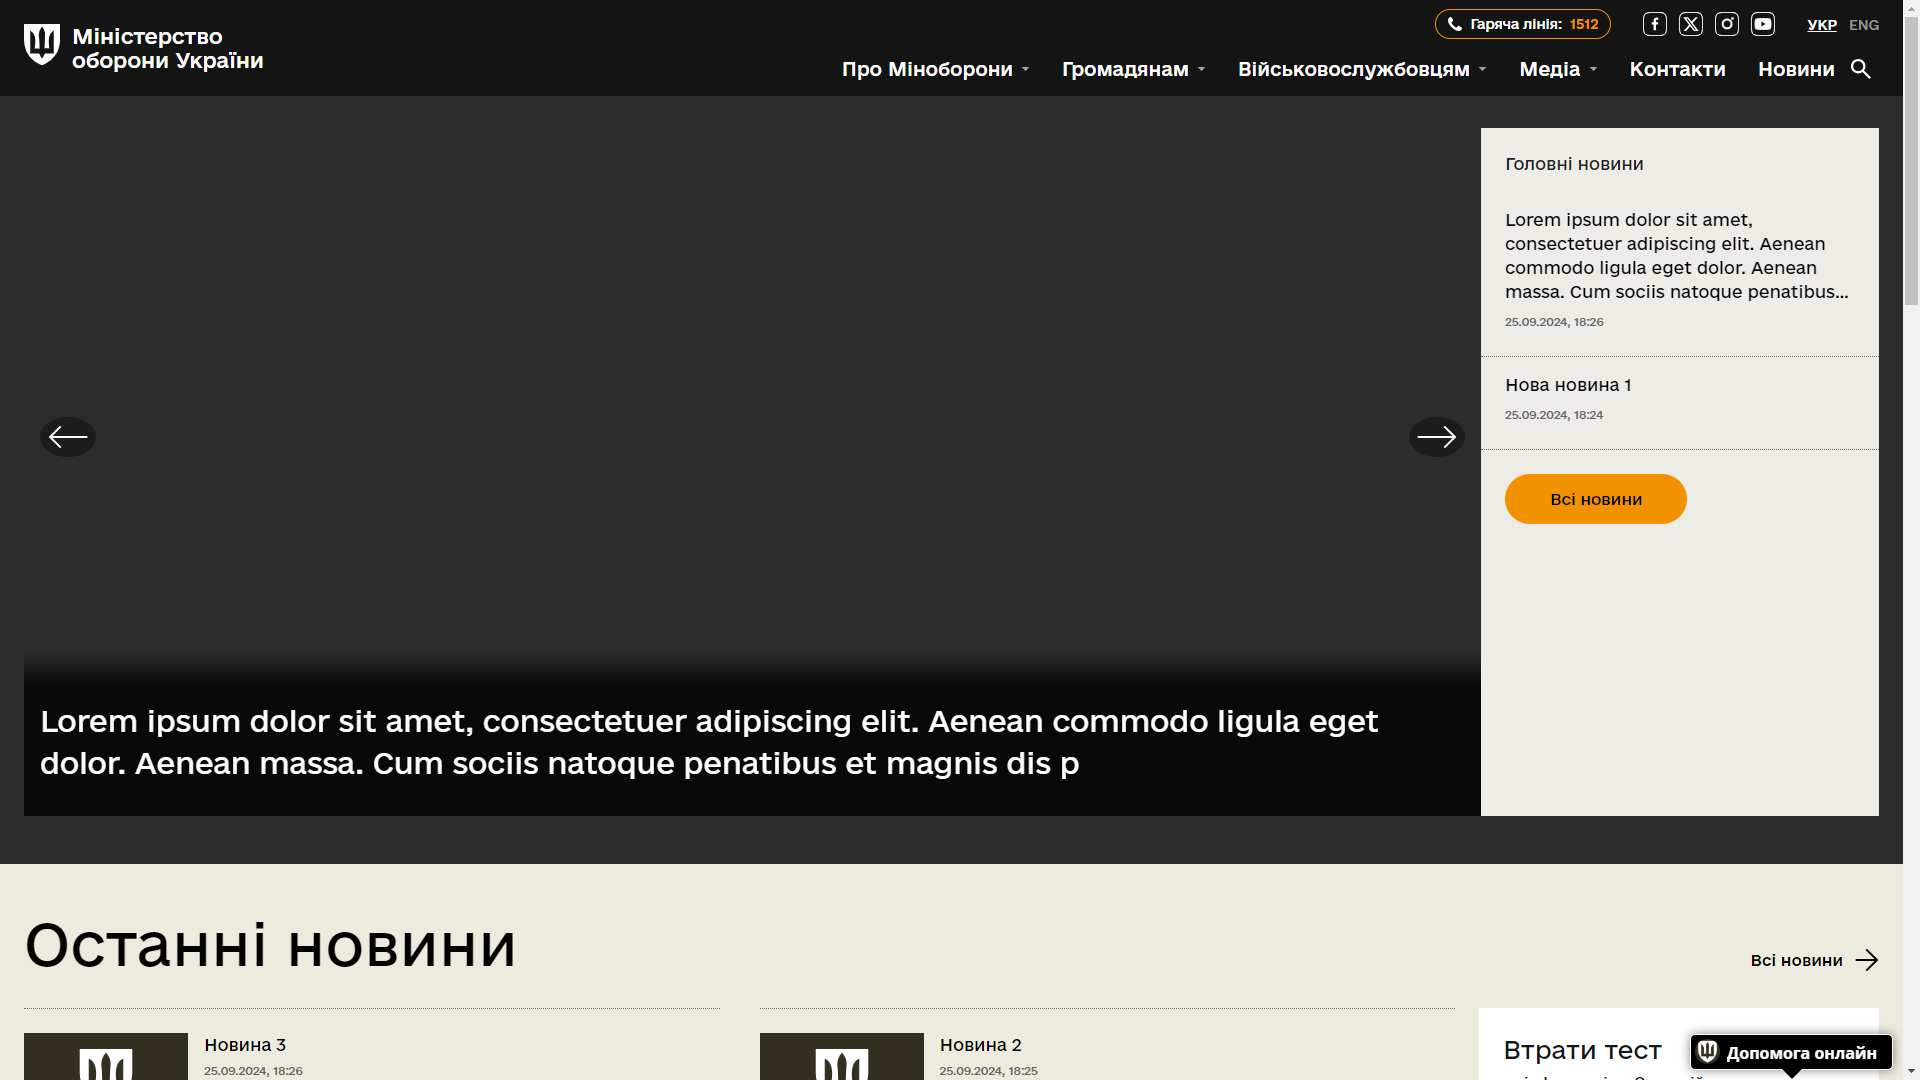 Міністерство
оборони України
Гаряча лінія: 1512
УКР ENG
Про Міноборони
Громадянам
Військовослужбовцям
Медіа
Контакти
Новини
Головні новини
Lorem ipsum dolor sit amet,
consectetuer adipiscing elit. Aenean
commodo ligula eget dolor. Aenean
massa. Cum sociis natoque penatibus...
25.09.2024, 18:26
Нова новина 1
25.09.2024, 18:24
Всі новини
Lorem ipsum dolor sit amet, consectetuer adipiscing elit. Aenean commodo ligula eget
dolor. Aenean massa. Cum sociis natoque penatibus et magnis dis p
Останні новини
Всі новини
Новина 3
25.09.2024, 18:26
Новина 2
25.09.2024, 18:25
Втрати тест
Допомога онлайн